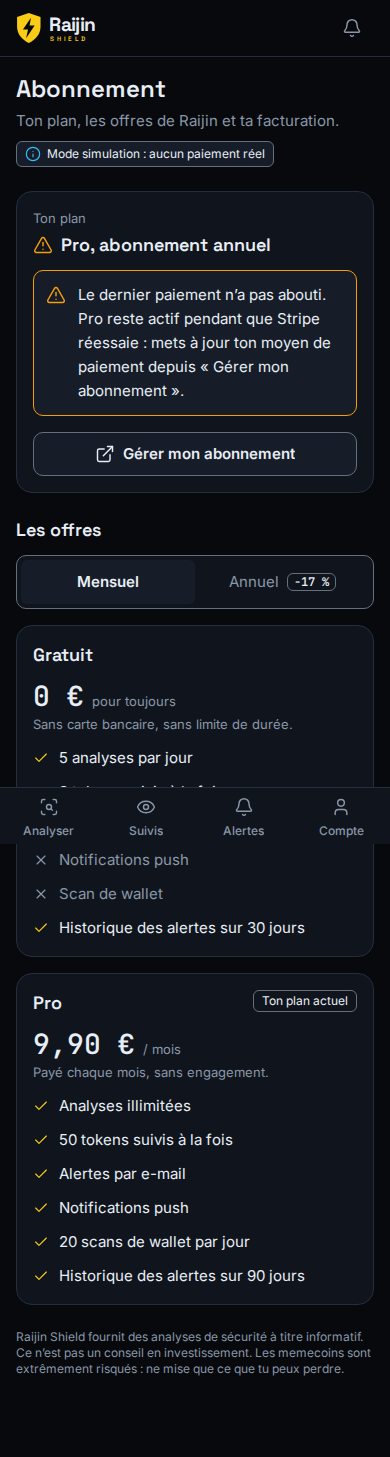 Raijin
SHIELD
Abonnement
Ton plan, les offres de Raijin et ta facturation.
Mode simulation : aucun paiement réel
Ton plan
Pro, abonnement annuel
Le dernier paiement n’a pas abouti.
Pro reste actif pendant que Stripe
réessaie : mets à jour ton moyen de
paiement depuis « Gérer mon
abonnement ».
Gérer mon abonnement
Les offres
Mensuel
Annuel -17 %
Gratuit
0 € pour toujours
Sans carte bancaire, sans limite de durée.
5 analyses par jour
Analyser Suivis Alertes Compte
Notifications push
Scan de wallet
Historique des alertes sur 30 jours
Pro Ton plan actuel
9,90 € / mois
Payé chaque mois, sans engagement.
Analyses illimitées
50 tokens suivis à la fois
Alertes par e-mail
Notifications push
20 scans de wallet par jour
Historique des alertes sur 90 jours
Raijin Shield fournit des analyses de sécurité à titre informatif.
Ce n’est pas un conseil en investissement. Les memecoins sont
extrêmement risqués : ne mise que ce que tu peux perdre.